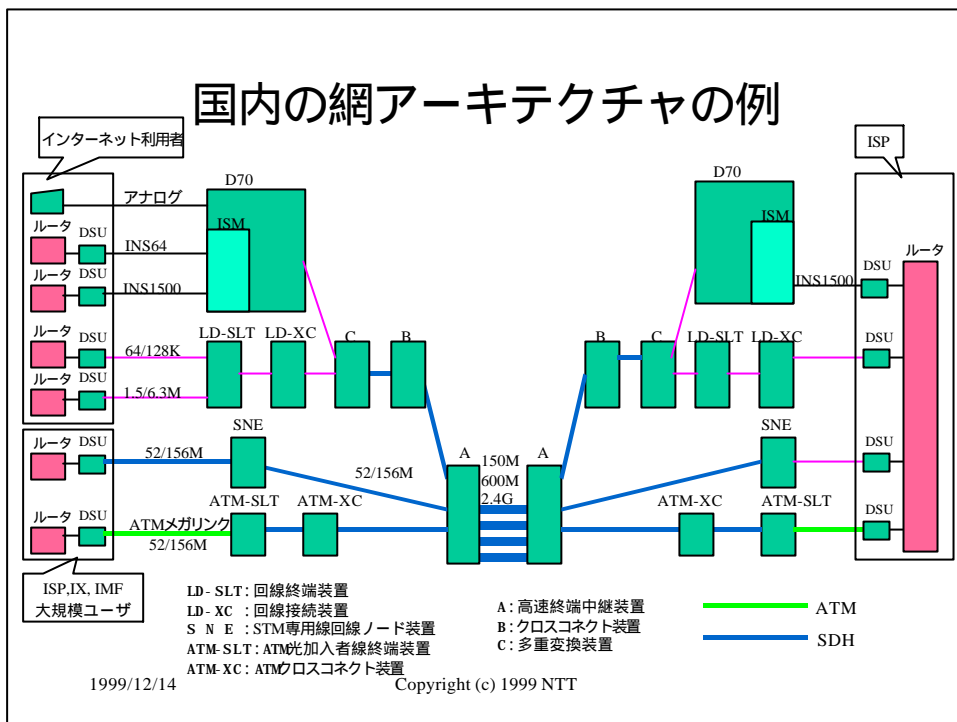 国内の網アーキテクチャの例
インターネット利用者
ISP
D70
D70
アナログ
ISM
ISM
ルータ
DSU
INS64
ルータ
DSU
INS1500
INS1500
DSU
ルータ
ルータ
DSU
64/128K
LD-SLT
LD-XC
C
B
B
C
LD-SLT
LD-XC
DSU
ルータ
DSU
1.5/6.3M
ルータ
DSU
52/156M
SNE
52/156M
A
150M
600M
2.4G
A
SNE
DSU
ルータ
DSU
ATMメガリンク
52/156M
ATM-SLT
ATM-XC
ATM-XC
ATM-SLT
DSU
ISP,IX, IMF
大規模ユーザ
LD-SLT:回線終端装置
LD-XC :回線接続装置
S N E :STM専用線回線ノード装置
ATM-SLT:ATM光加入者線終端装置
ATM-XC:ATMクロスコネクト装置
A:高速終端中継装置
B:クロスコネクト装置
C:多重変換装置
ATM
SDH
1999/12/14
Copyright (c) 1999 NTT